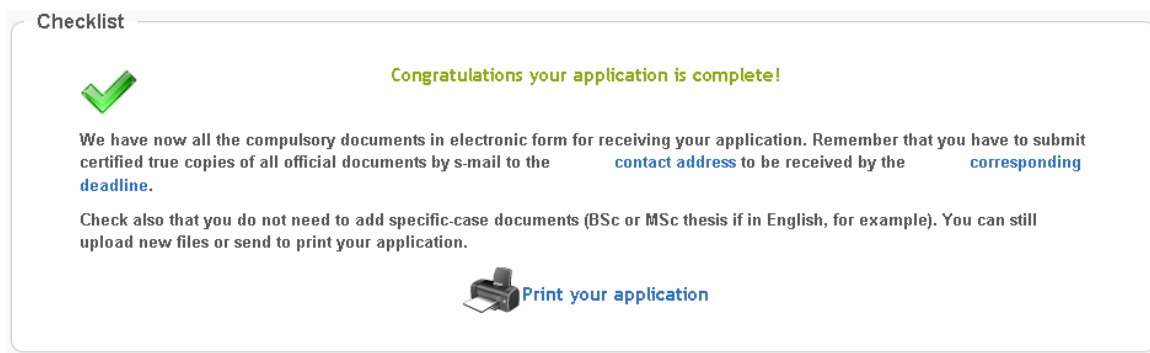 Checklist
Congratulations your application is complete!
We have now all the compulsory documents in electronic form for receiving your application. Remember that you have to submit
certified true copies of all official documents by s-mail to the contact address to be received by the corresponding
deadline.
Check also that you do not need to add specific-case documents (BSc or MSc thesis if in English, for example). You can still
upload new files or send to print your application.
Print your application